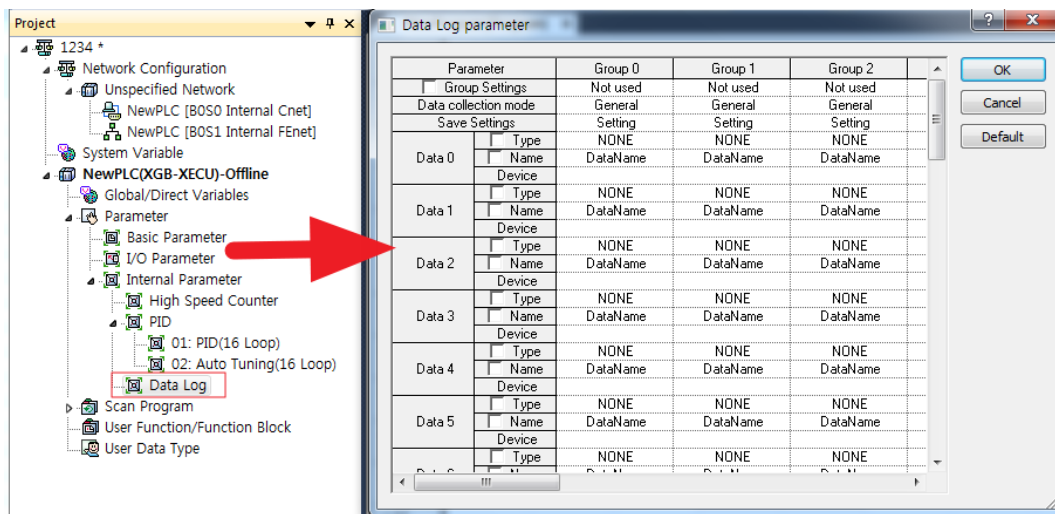 Project
1234 *
Network Configuration
Unspecified Network
NewPLC [B0S0 Internal Cnet]
NewPLC [B0S1 Internal FEnet]
System Variable
NewPLC(XGB-XECU)-Offline
Global/Direct Variables
Parameter
Basic Parameter
I/O Parameter
Internal Parameter
High Speed Counter
PID
01: PID(16 Loop)
02: Auto Tuning(16 Loop)
Data Log
Scan Program
User Function/Function Block
User Data Type
Data Log parameter
Parameter Group 0 Group 1 Group 2
Group Settings Not used Not used Not used
Data collection mode General General General
Save Settings Setting Setting Setting
Data 0
Type NONE NONE NONE
Name DataName DataName DataName
Device
Data 1
Type NONE NONE NONE
Name DataName DataName DataName
Device
Data 2
Type NONE NONE NONE
Name DataName DataName DataName
Device
Data 3
Type NONE NONE NONE
Name DataName DataName DataName
Device
Data 4
Type NONE NONE NONE
Name DataName DataName DataName
Device
Data 5
Type NONE NONE NONE
Name DataName DataName DataName
Device
Type NONE NONE NONE
OK
Cancel
Default